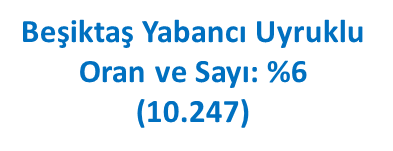 Beşiktaş Yabancı Uyruklu
Oran ve Sayı: %6
(10.247)